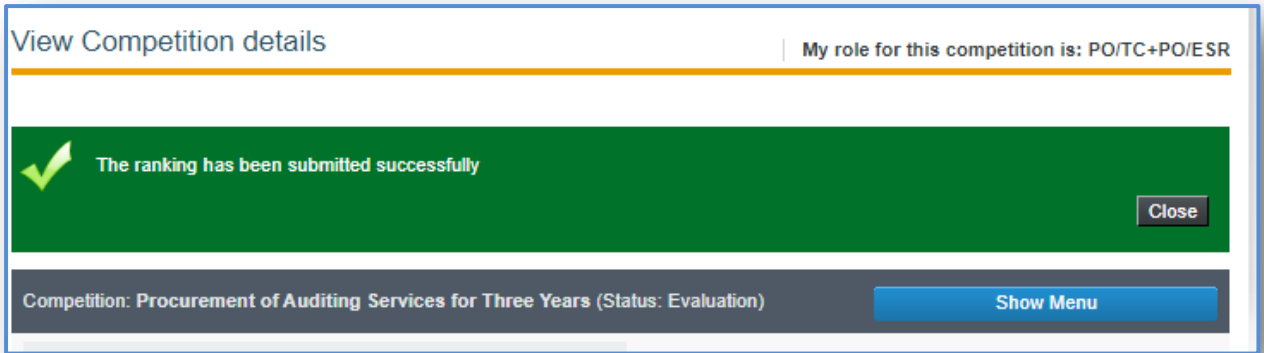 View Competition details
My role for this competition is: PO/TC+PO/ESR
The ranking has been submitted successfully
Close
Competition: Procurement of Auditing Services for Three Years (Status: Evaluation)
Show Menu